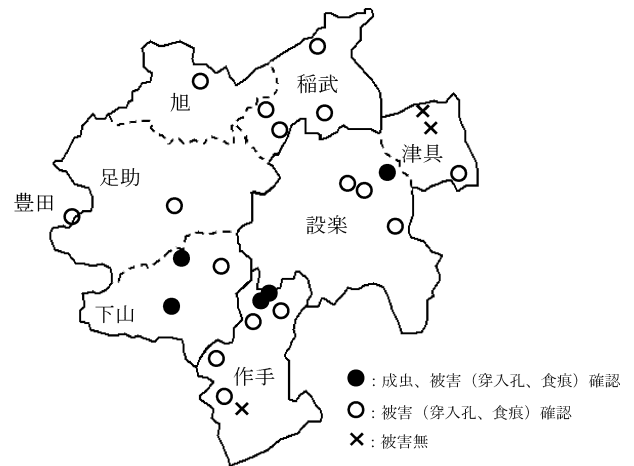 稲武
旭
津具
足助
豊田
設楽
下山
作手
●：成虫、被害（穿入孔、食痕）確認
○：被害（穿入孔、食痕）確認
×：被害無